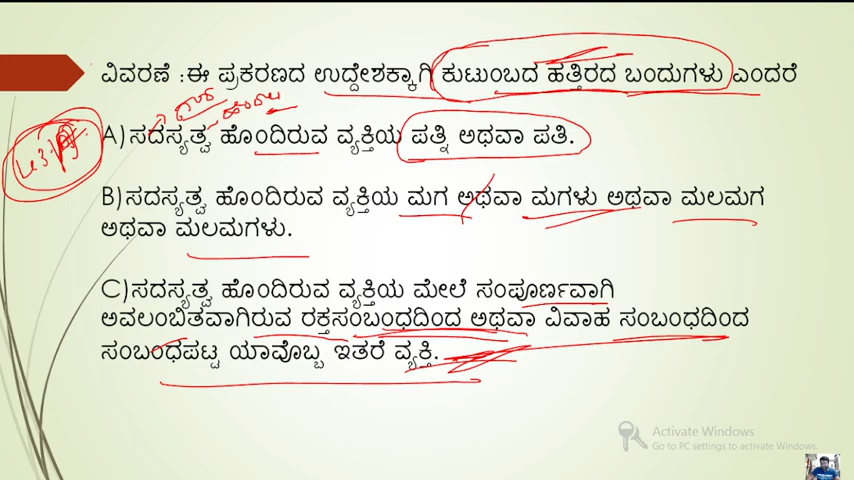 ವಿವರಣೆ :ಈ ಪ್ರಕರಣದ ಉದ್ದೇಶಕ್ಕಾಗಿ ಕುಟುಂಬದ ಹತ್ತಿರದ ಬಂದುಗಳು ಎಂದರೆ
A)ಸದಸ್ಯತ್ವ ಹೊಂದಿರುವ ವ್ಯಕ್ತಿಯ ಪತ್ನಿ ಅಥವಾ ಪತಿ.
B)ಸದಸ್ಯತ್ವ ಹೊಂದಿರುವ ವ್ಯಕ್ತಿಯ ಮಗ ಅಥವಾ ಮಗಳು ಅಥವಾ ಮಲಮಗ
ಅಥವಾ ಮಲಮಗಳು.
C)ಸದಸ್ಯತ್ವ ಹೊಂದಿರುವ ವ್ಯಕ್ತಿಯ ಮೇಲೆ ಸಂಪೂರ್ಣವಾಗಿ
ಅವಲಂಬಿತವಾಗಿರುವ ರಕ್ತಸಂಬಂಧದಿಂದ ಅಥವಾ ವಿವಾಹ ಸಂಬಂಧದಿಂದ
ಸಂಬಂಧಪಟ್ಟ ಯಾವೊಬ್ಬ ಇತರೆ ವ್ಯಕ್ತಿ.
Activate Windows
Go to PC settings to activate Windows.